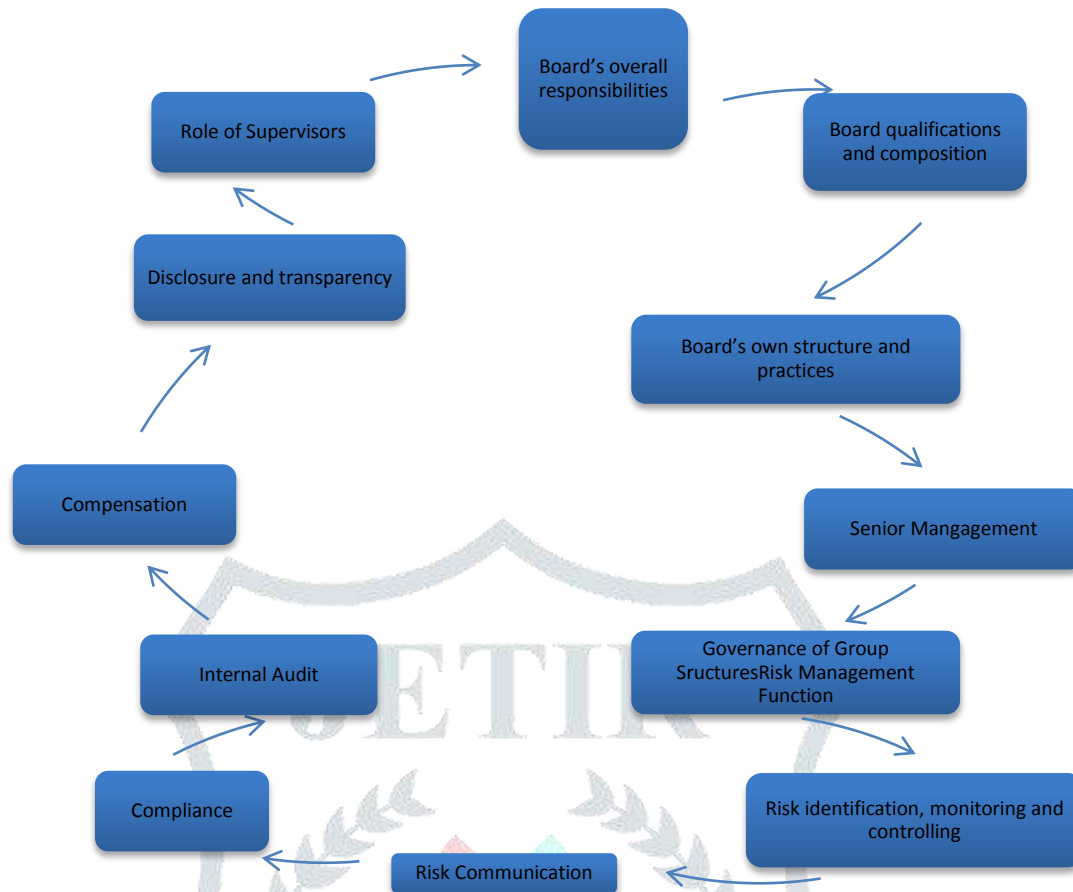 Board’s overall
responsibilities
Board qualifications
and composition
Board’s own structure and
practices
Senior Mangagement
Governance of Group
SructuresRisk Management
Function
Risk identification, monitoring and
controlling
Risk Communication
Compliance
Internal Audit
Compensation
Disclosure and transparency
Role of Supervisors
JETIR